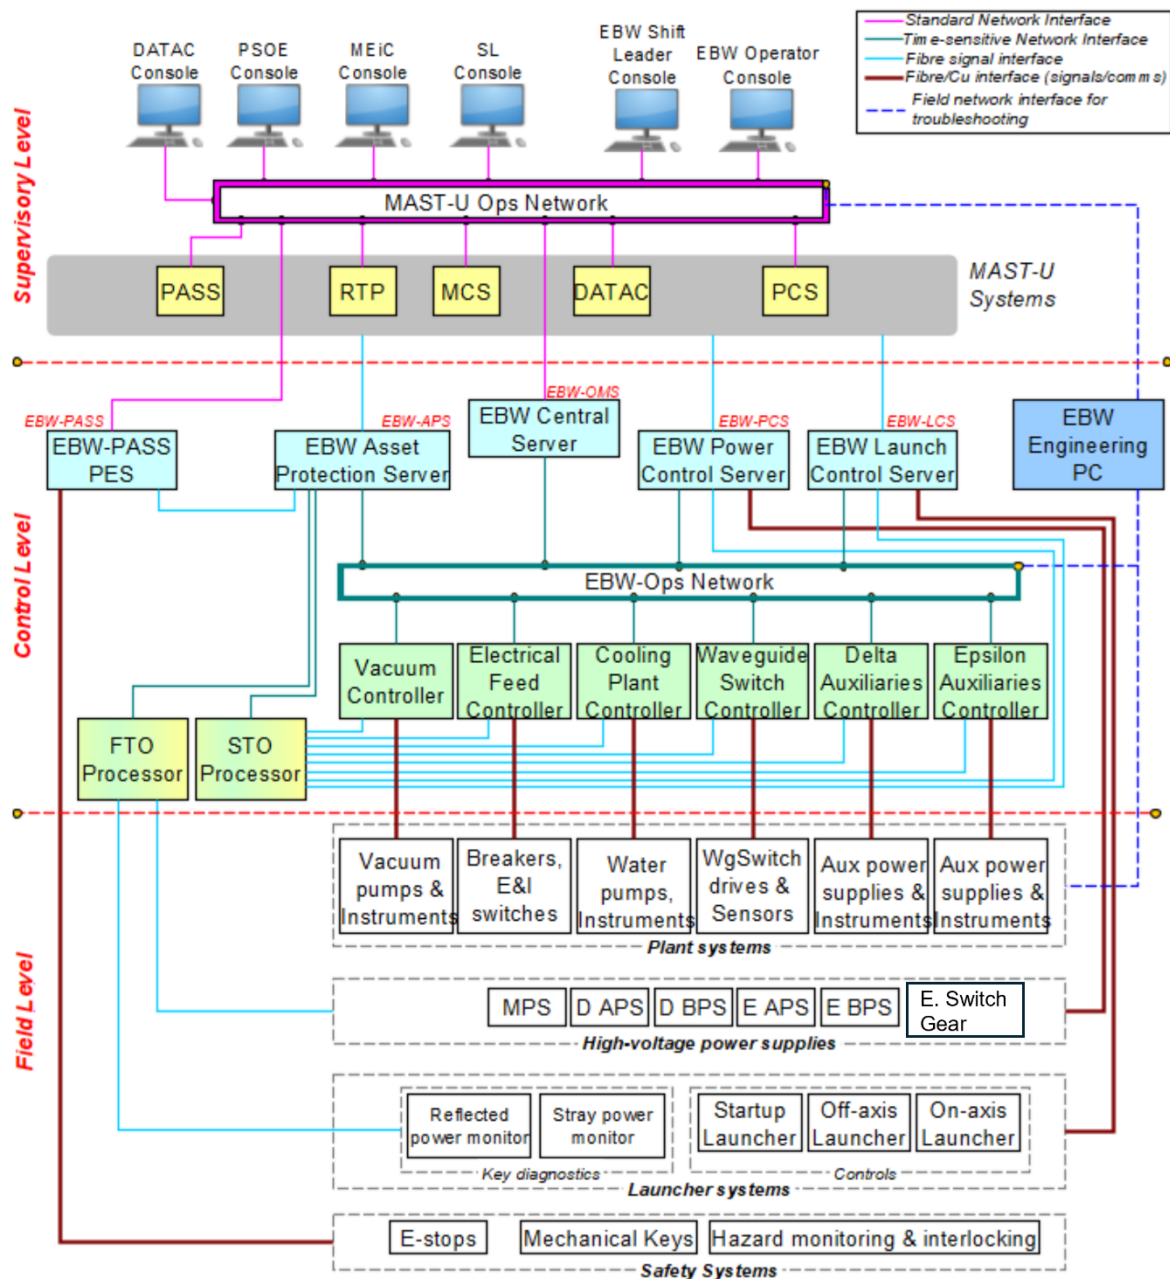 DATAC
Console
PSOE
Console
MEiC
Console
SL
Console
EBW Shift
Leader
Console
EBW Operator
Console
Standard Network Interface
Time-sensitive Network Interface
Fibre signal interface
Fibre/Cu interface (signals/comms)
Field network interface for
troubleshooting
Supervisory Level
MAST-U Ops Network
PASS
RTP
MCS
DATAC
PCS
MAST-U
Systems
Control Level
EBW-PASS
EBW-PASS
PES
EBW-APS
EBW Asset
Protection Server
EBW-OMS
EBW Central
Server
EBW-PCS
EBW Power
Control Server
EBW-LCS
EBW Launch
Control Server
EBW
Engineering
PC
EBW-Ops Network
Vacuum
Controller
Electrical
Feed
Controller
Cooling
Plant
Controller
Waveguide
Switch
Controller
Delta
Auxiliaries
Controller
Epsilon
Auxiliaries
Controller
FTO
Processor
STO
Processor
Field Level
Vacuum
pumps &
Instruments
Breakers,
E&I
switches
Water
pumps,
Instruments
WgSwitch
drives &
Sensors
Aux power
supplies &
Instruments
Aux power
supplies &
Instruments
Plant systems
MPS
D APS
D BPS
E APS
E BPS
E. Switch
Gear
High-voltage power supplies
Reflected
power monitor
Stray power
monitor
Key diagnostics
Startup
Launcher
Off-axis
Launcher
On-axis
Launcher
Controls
Launcher systems
E-stops
Mechanical Keys
Hazard monitoring & interlocking
Safety Systems